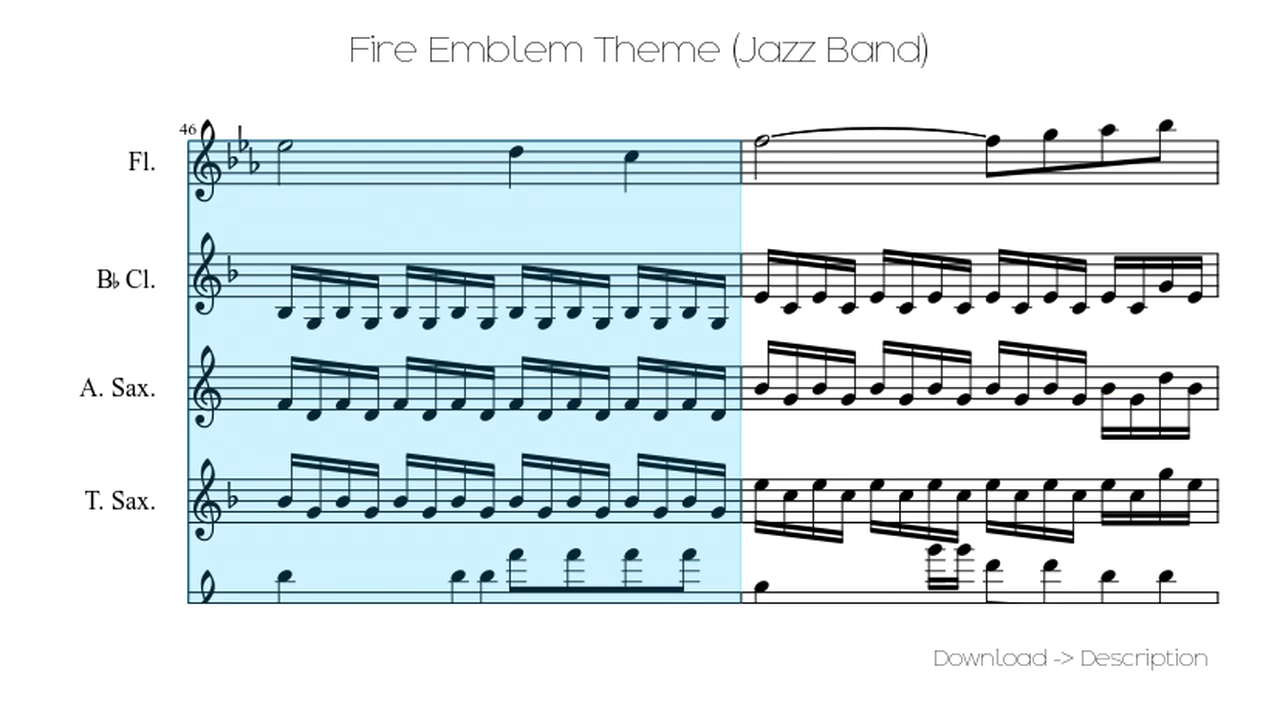 Fire Emblem Theme (Jazz Band)
46
Fl.
B♭ Cl.
A. Sax.
T. Sax.
Download -> Description